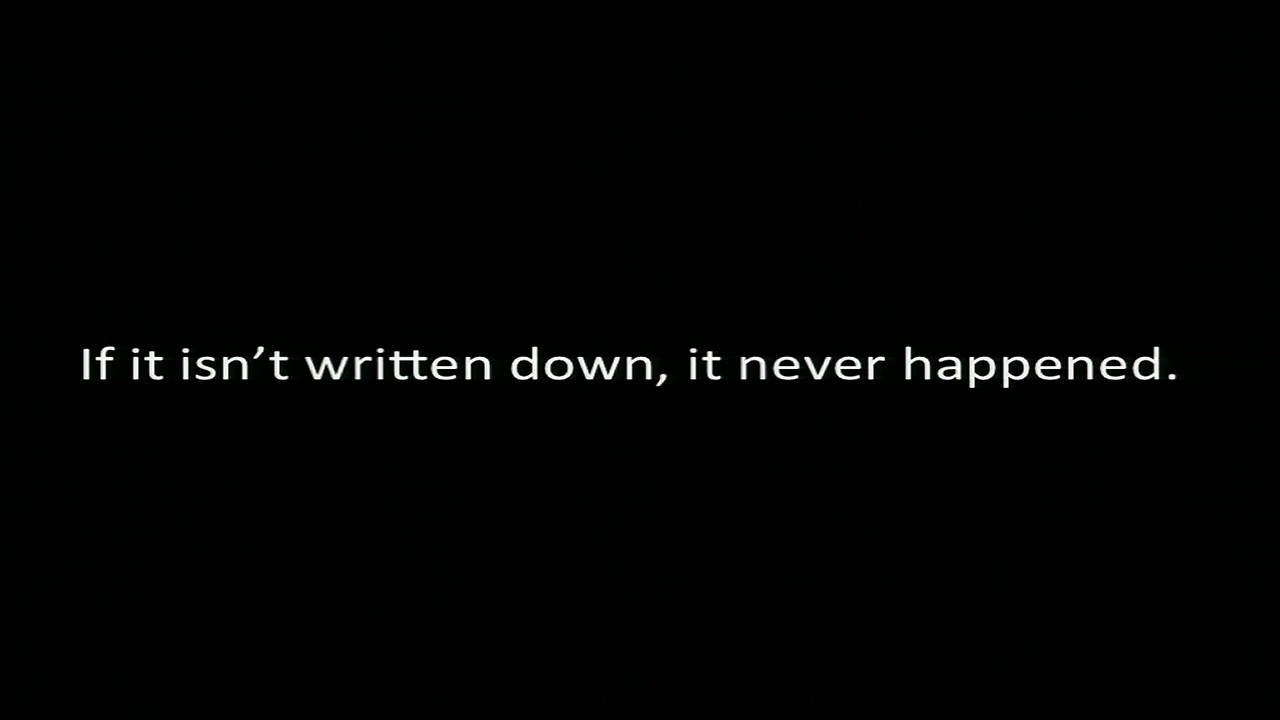 If it isn’t written down, it never happened.